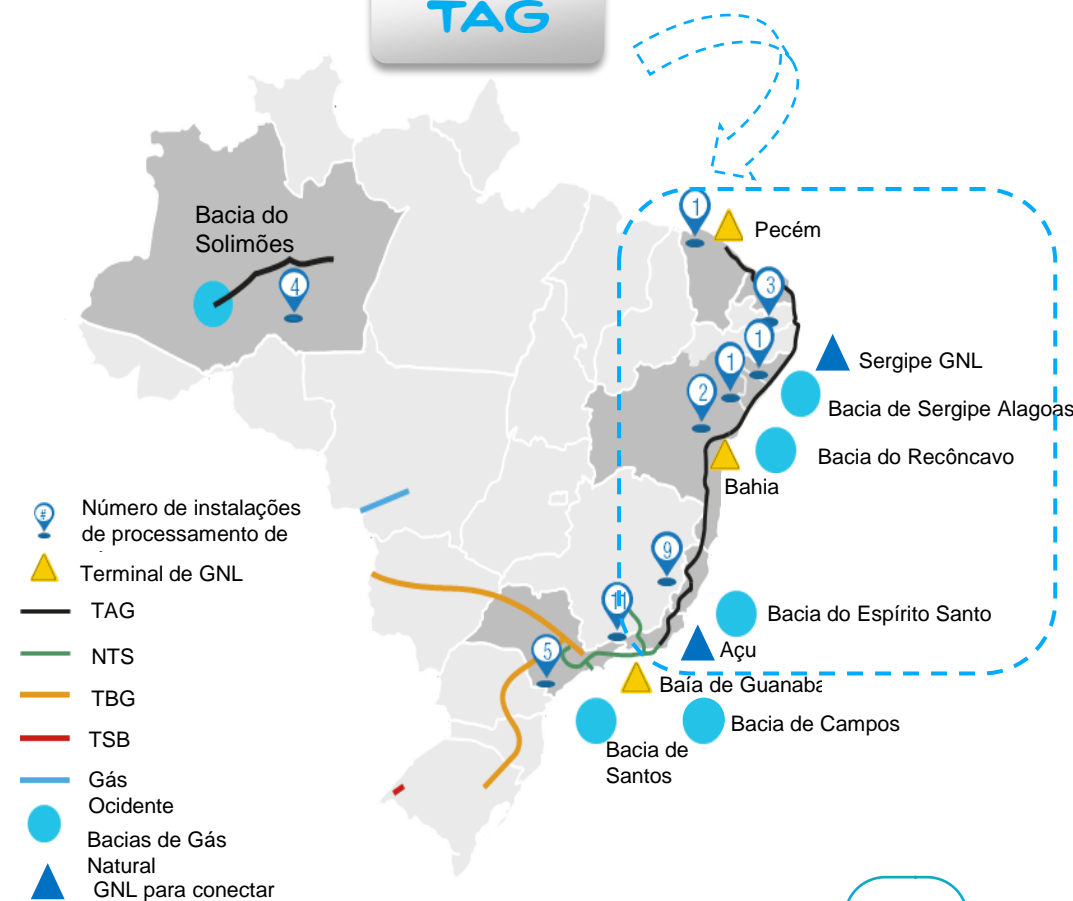 TAG
Bacia do
Solimões
4
1
Pecém
3
1
Sergipe GNL
1
2
Bacia de Sergipe Alagoas
Bacia do Recôncavo
Bahia
9
11
5
Bacia do Espírito Santo
Açu
Baía de Guanaba
Bacia de Campos
Bacia de
Santos
#
Número de instalações
de processamento de
Terminal de GNL
TAG
NTS
TBG
TSB
Gás
Ocidente
Bacias de Gás
Natural
GNL para conectar